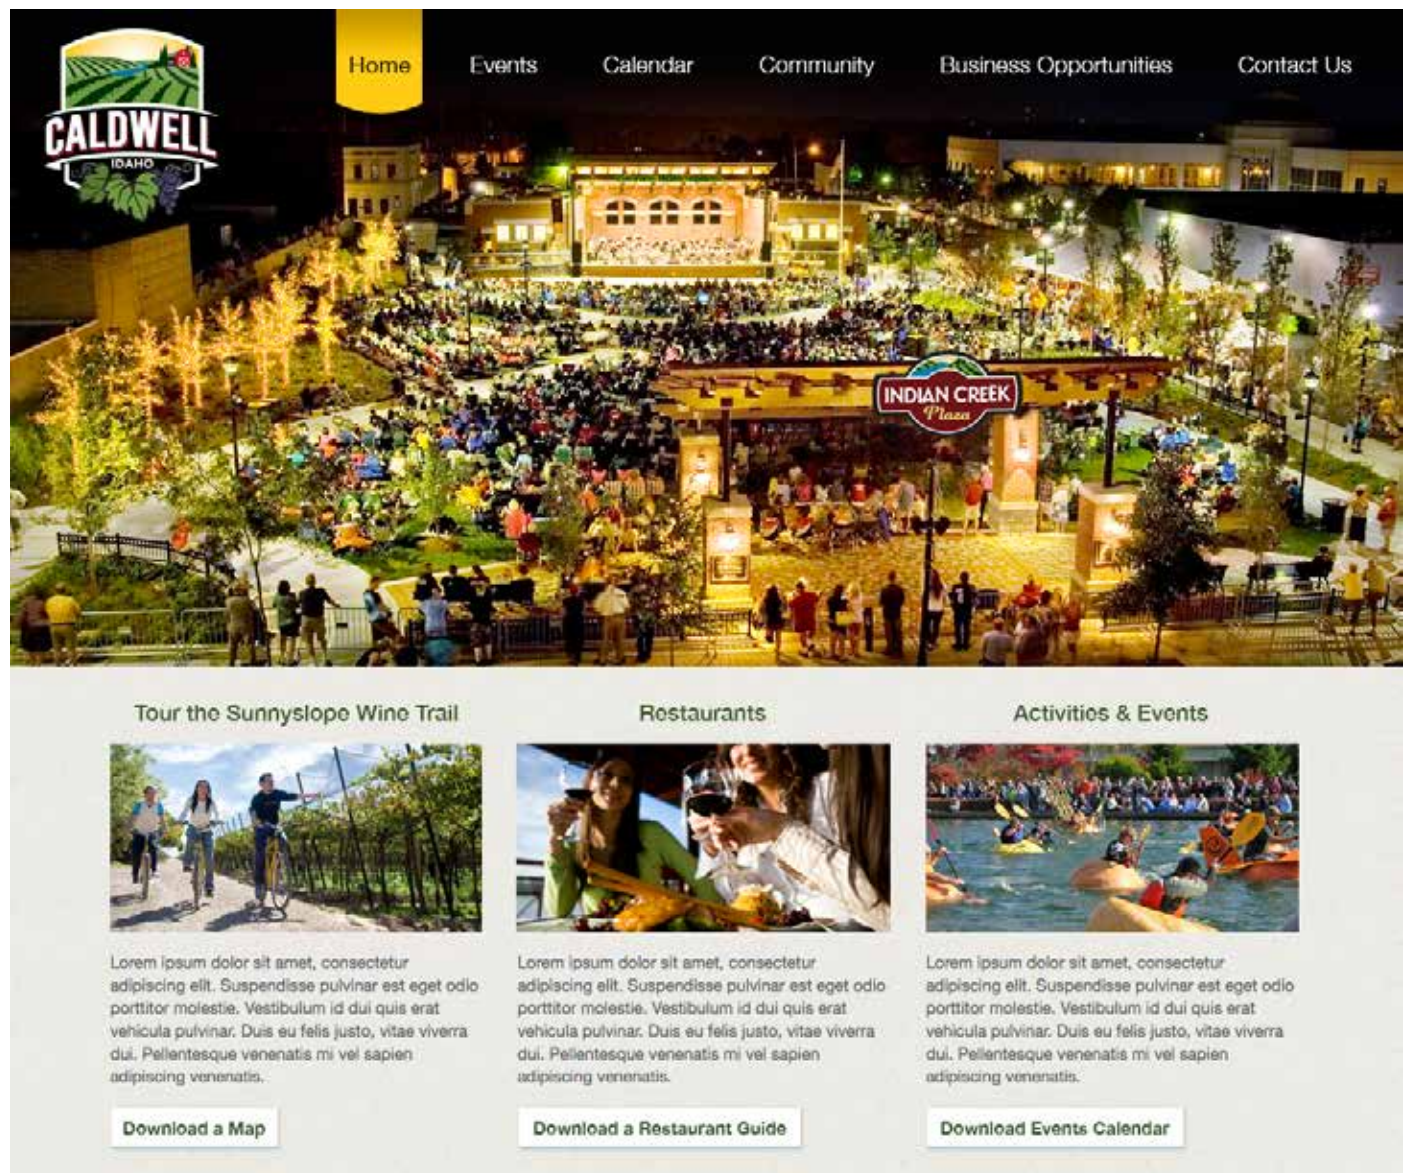 CALDWELL
IDAHO
Home
Events
Calendar
Community
Business Opportunities
Contact Us
INDIAN CREEK
Plaza
Tour the Sunnyslope Wine Trail
Lorem ipsum dolor sit amet, consectetur
adipiscing elit. Suspendisse pulvinar est eget odio
porttitor molestie. Vestibulum id dui quis erat
vehicula pulvinar. Duis eu felis justo, vitae viverra
dui. Pellentesque venenatis mi vel sapien
adipiscing venenatis.
Download a Map
Restaurants
Lorem ipsum dolor sit amet, consectetur
adipiscing elit. Suspendisse pulvinar est eget odio
porttitor molestie. Vestibulum id dui quis erat
vehicula pulvinar. Duis eu felis justo, vitae viverra
dui. Pellentesque venenatis mi vel sapien
adipiscing venenatis.
Download a Restaurant Guide
Activities & Events
Lorem ipsum dolor sit amet, consectetur
adipiscing elit. Suspendisse pulvinar est eget odio
porttitor molestie. Vestibulum id dui quis erat
vehicula pulvinar. Duis eu felis justo, vitae viverra
dui. Pellentesque venenatis mi vel sapien
adipiscing venenatis.
Download Events Calendar